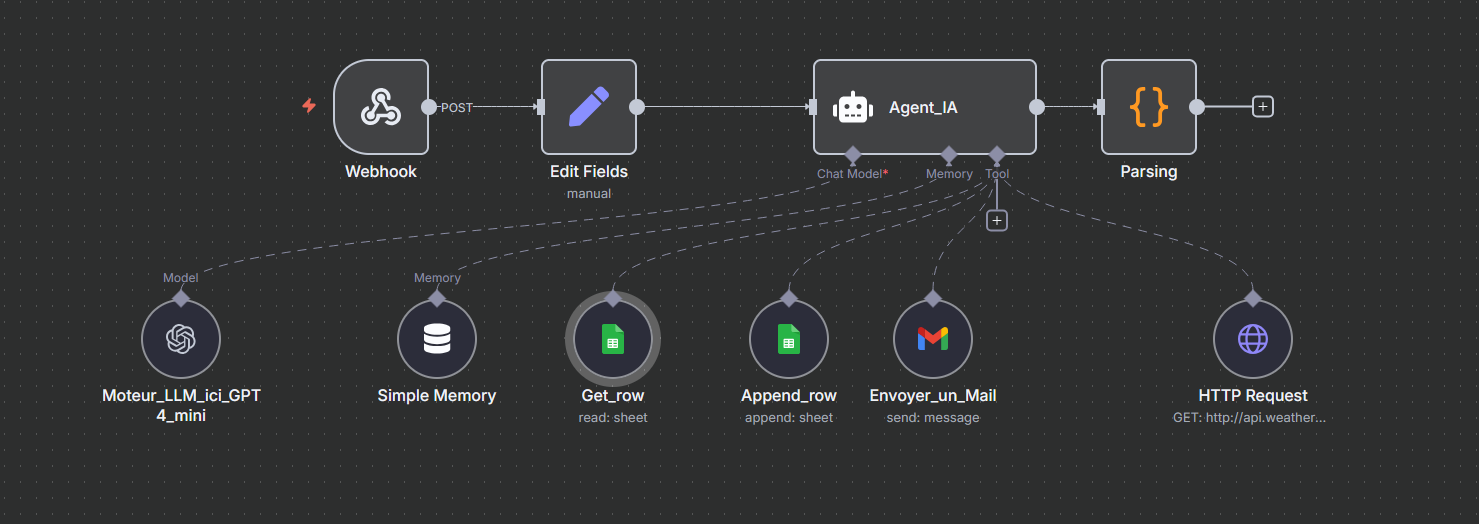 POST
Agent_IA
Webhook
Edit Fields
manual
Chat Model*
Memory
Tool
Parsing
Model
Memory
Moteur_LLM_ici_GPT
4_mini
Simple Memory
Get_row
read: sheet
Append_row
append: sheet
Envoyer_un_Mail
send: message
HTTP Request
GET: http://api.weather...